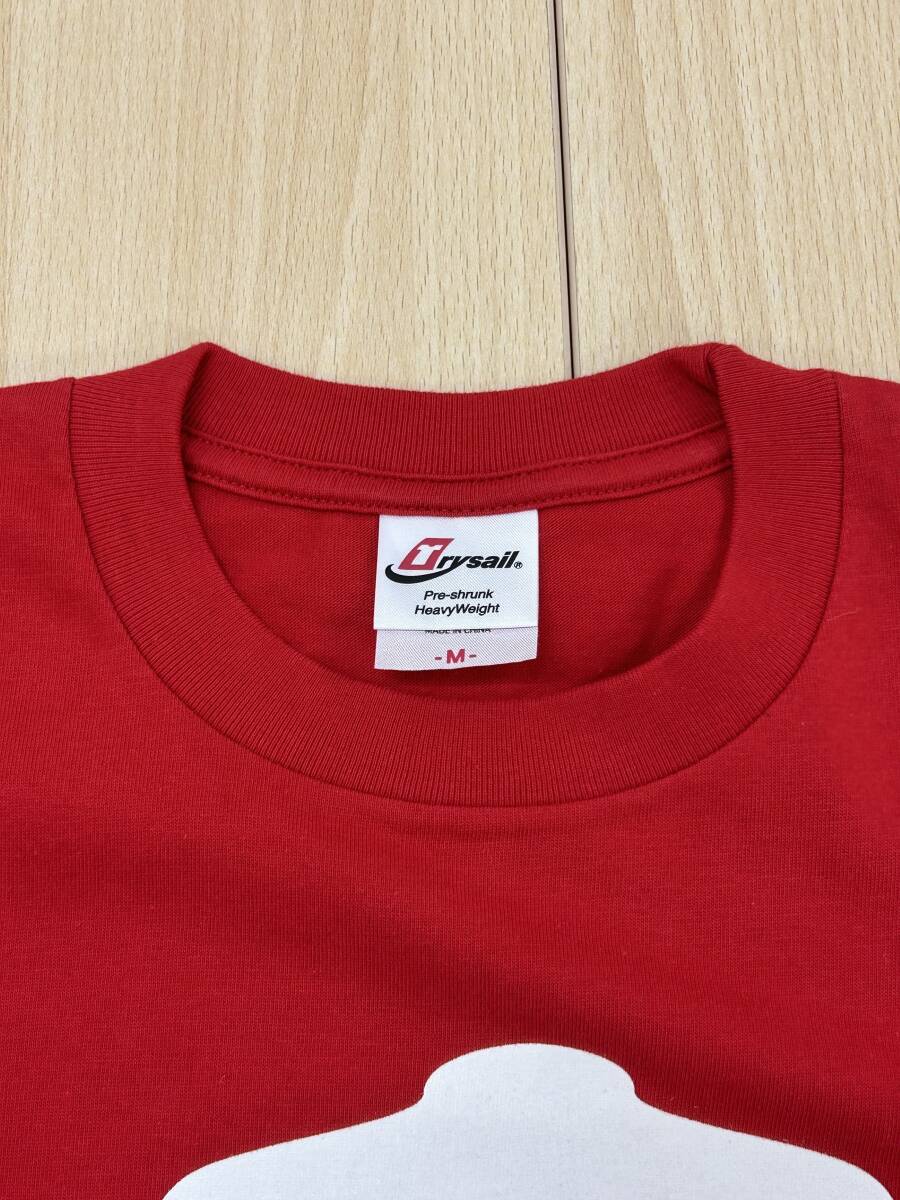 Trysail®
Pre-shrunk
HeavyWeight
MADE IN CHINA
-M-